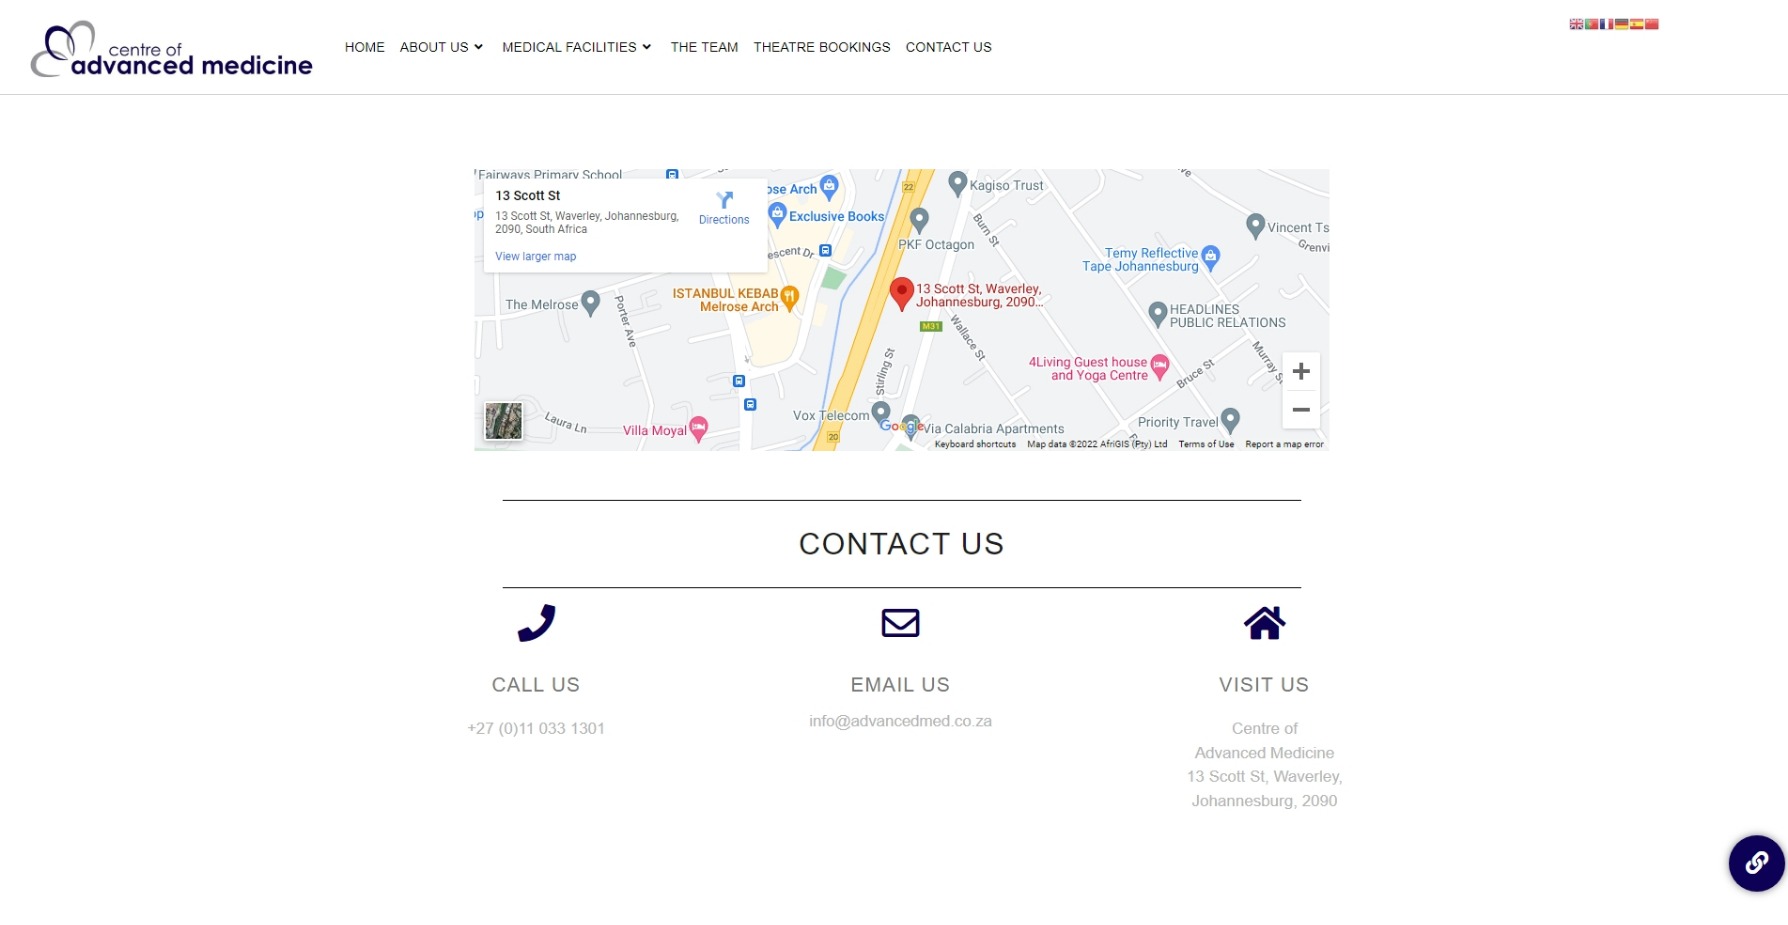 centre of
advanced medicine
HOME
ABOUT US
MEDICAL FACILITIES
THE TEAM
THEATRE BOOKINGS
CONTACT US
Fairways Primary School
13 Scott St
13 Scott St, Waverley, Johannesburg,
2090, South Africa
Directions
View larger map
ose Arch
Exclusive Books
escent Dr
22
Kagiso Trust
PKF Octagon
Burn St
Vincent Ts
Grenvi
Temy Reflective
Tape Johannesburg
The Melrose
Porter Ave
ISTANBUL KEBAB
Melrose Arch
13 Scott St, Waverley,
Johannesburg, 2090...
M31
Wallace St
HEADLINES
PUBLIC RELATIONS
Stirling St
4Living Guest house
and Yoga Centre
Bruce St
Murray St
Laura Ln
Villa Moyal
Vox Telecom
20
Google
Via Calabria Apartments
Priority Travel
Keyboard shortcuts
Map data ©2022 AfriGIS (Pty) Ltd
Terms of Use
Report a map error
CONTACT US
CALL US
+27 (0)11 033 1301
EMAIL US
info@advancedmed.co.za
VISIT US
Centre of
Advanced Medicine
13 Scott St, Waverley,
Johannesburg, 2090